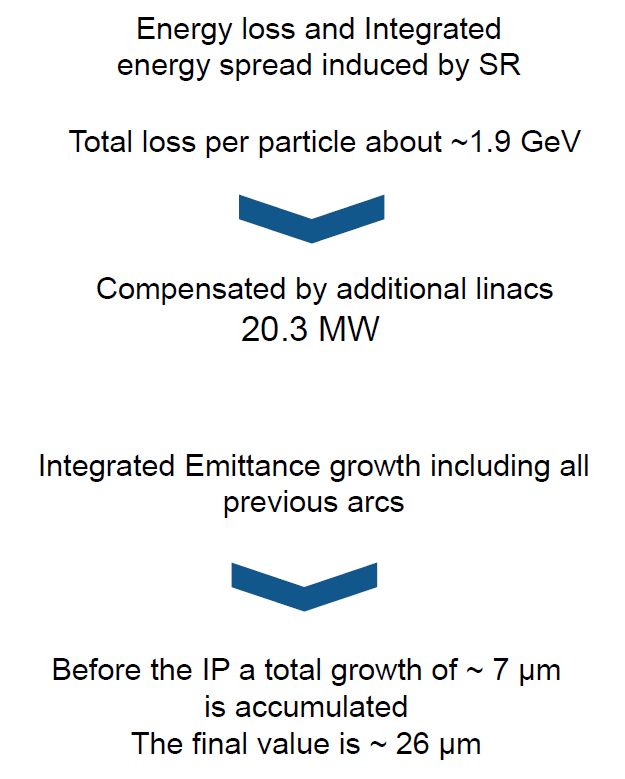 Energy loss and Integrated
energy spread induced by SR
Total loss per particle about ~1.9 GeV
Compensated by additional linacs
20.3 MW
Integrated Emittance growth including all
previous arcs
Before the IP a total growth of ~ 7 µm
is accumulated
The final value is ~ 26 µm